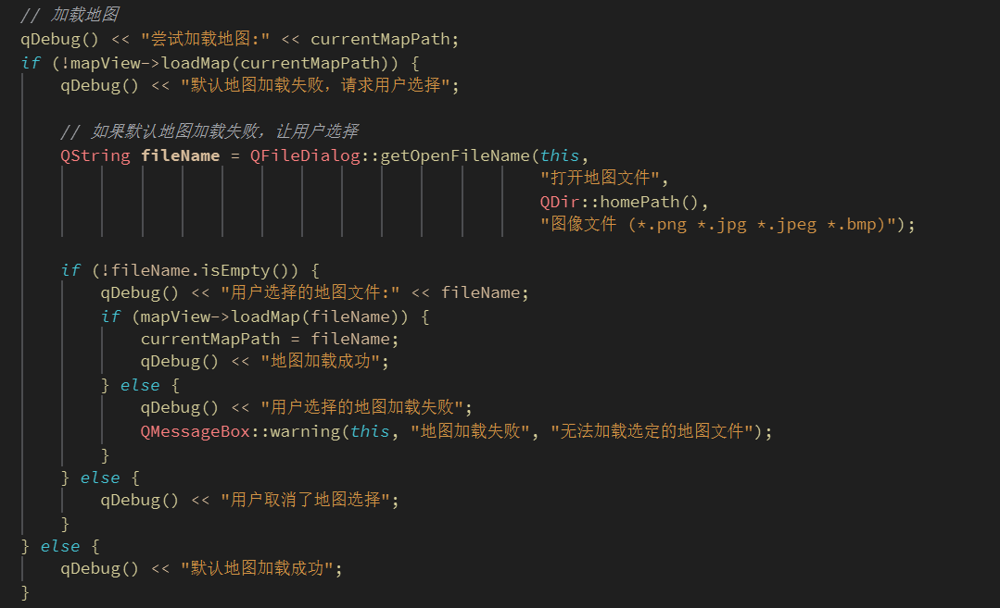 // 加载地图
qDebug() << "尝试加载地图:" << currentMapPath;
if (!mapView->loadMap(currentMapPath)) {
qDebug() << "默认地图加载失败，请求用户选择";
// 如果默认地图加载失败，让用户选择
QString fileName = QFileDialog::getOpenFileName(this,
"打开地图文件",
QDir::homePath(),
"图像文件 (*.png *.jpg *.jpeg *.bmp)");
if (!fileName.isEmpty()) {
qDebug() << "用户选择的地图文件:" << fileName;
if (mapView->loadMap(fileName)) {
currentMapPath = fileName;
qDebug() << "地图加载成功";
} else {
qDebug() << "用户选择的地图加载失败";
QMessageBox::warning(this, "地图加载失败", "无法加载选定的地图文件");
}
} else {
qDebug() << "用户取消了地图选择";
}
} else {
qDebug() << "默认地图加载成功";
}